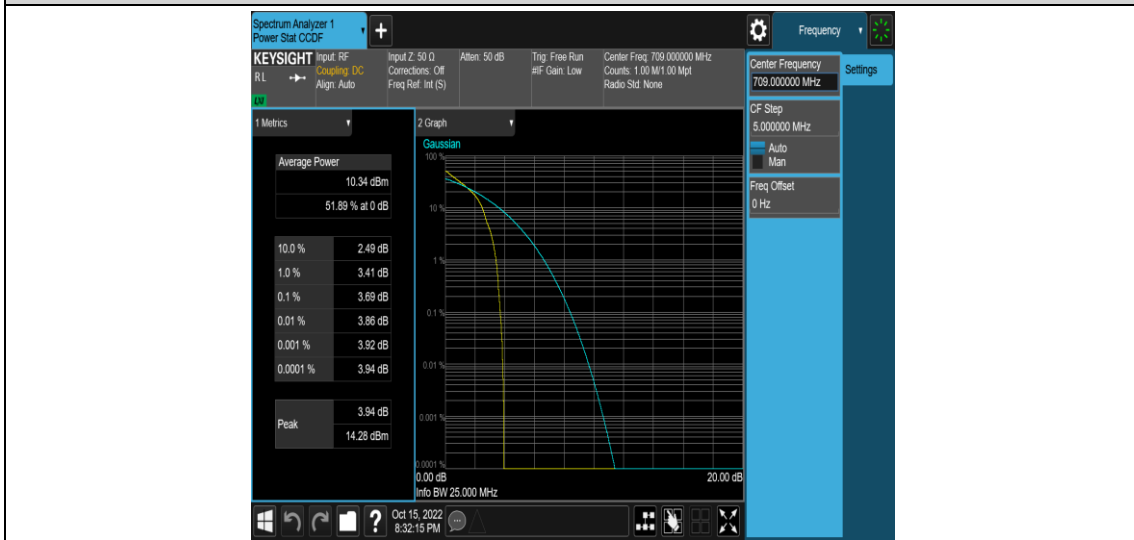 Spectrum Analyzer 1
Power Stat CCDF
+
Frequency
KEYSIGHT
RL
LXI
Input: RF
Coupling: DC
Align: Auto
Input Z: 50 Ω
Corrections: Off
Freq Ref: Int (S)
Atten: 50 dB
Trig: Free Run
#IF Gain: Low
Center Freq: 709.000000 MHz
Counts: 1.00 M/1.00 Mpt
Radio Std: None
Center Frequency
709.000000 MHz
Settings
CF Step
5.000000 MHz
Auto
Man
Freq Offset
0 Hz
1 Metrics
Average Power
10.34 dBm
51.89 % at 0 dB
10.0 % 2.49 dB
1.0 % 3.41 dB
0.1 % 3.69 dB
0.01 % 3.86 dB
0.001 % 3.92 dB
0.0001 % 3.94 dB
Peak
3.94 dB
14.28 dBm
2 Graph
Gaussian
100 %
10 %
1 %
0.1 %
0.01 %
0.001 %
0.0001 %
0.00 dB 20.00 dB
Info BW 25.000 MHz
?
Oct 15, 2022
8:32:15 PM